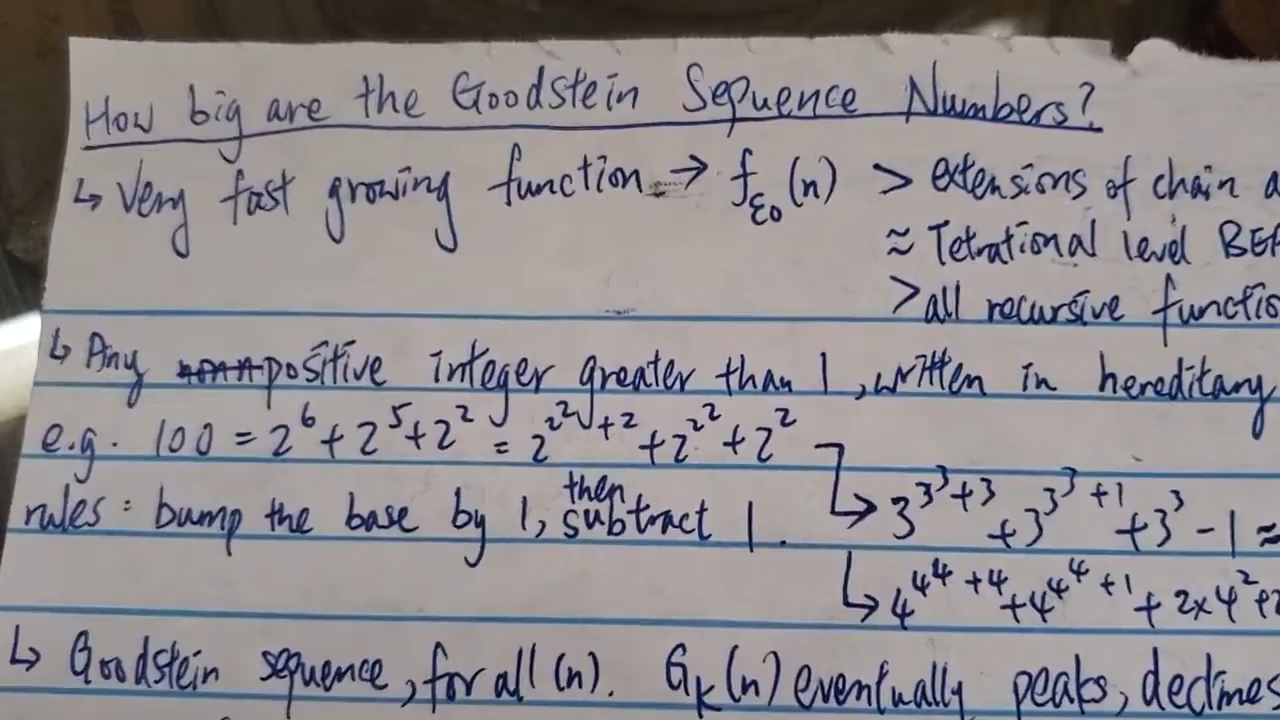 How big are the Goodstein Sequence Numbers?
↳ Very fast growing function → f_ε₀(n) > extensions of chain
≈ Tetrational level
> all recursive
↳ Any positive integer greater than 1, written in hereditary
e.g. 100 = 2^6 + 2^5 + 2^2 = 2^(2^2+2) + 2^(2^2) + 2^2
→ 3^(3^3+3) + 3^(3^3+1) + 3^3 - 1 ≈
rules: bump the base by 1, then subtract 1.
→ 4^(4^4+4) + 4^(4^4+1) + 2×4^2 +
↳ Goodstein sequence, for all (n). G_k(n) eventually peaks, declines